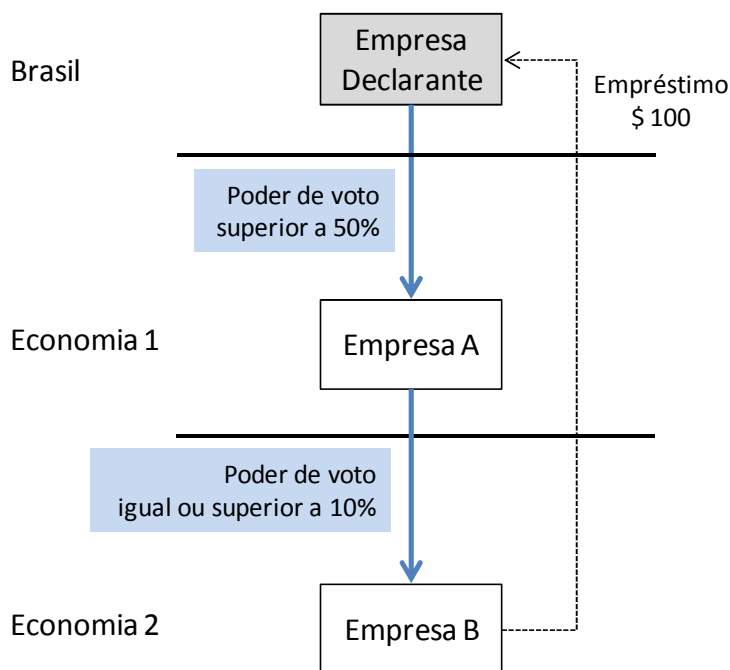 Brasil
Empresa
Declarante
Empréstimo
$ 100
Poder de voto
superior a 50%
Economia 1
Empresa A
Poder de voto
igual ou superior a 10%
Economia 2
Empresa B